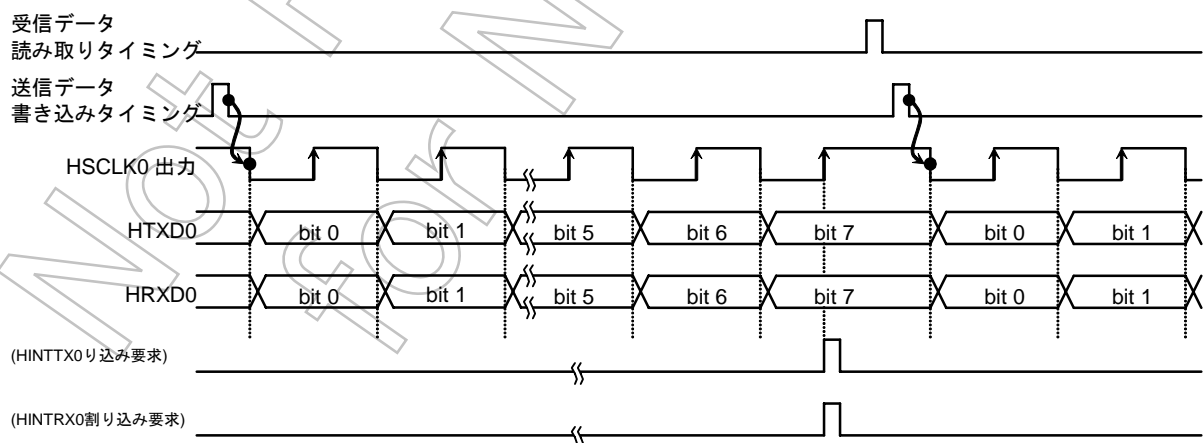 受信データ
読み取りタイミング
送信データ
書き込みタイミング
HSCLK0 出力
HTXD0 bit 0 bit 1 bit 5 bit 6 bit 7 bit 0 bit 1
HRXD0 bit 0 bit 1 bit 5 bit 6 bit 7 bit 0 bit 1
(HINTTX0り込み要求)
(HINTRX0割り込み要求)
Not
for N